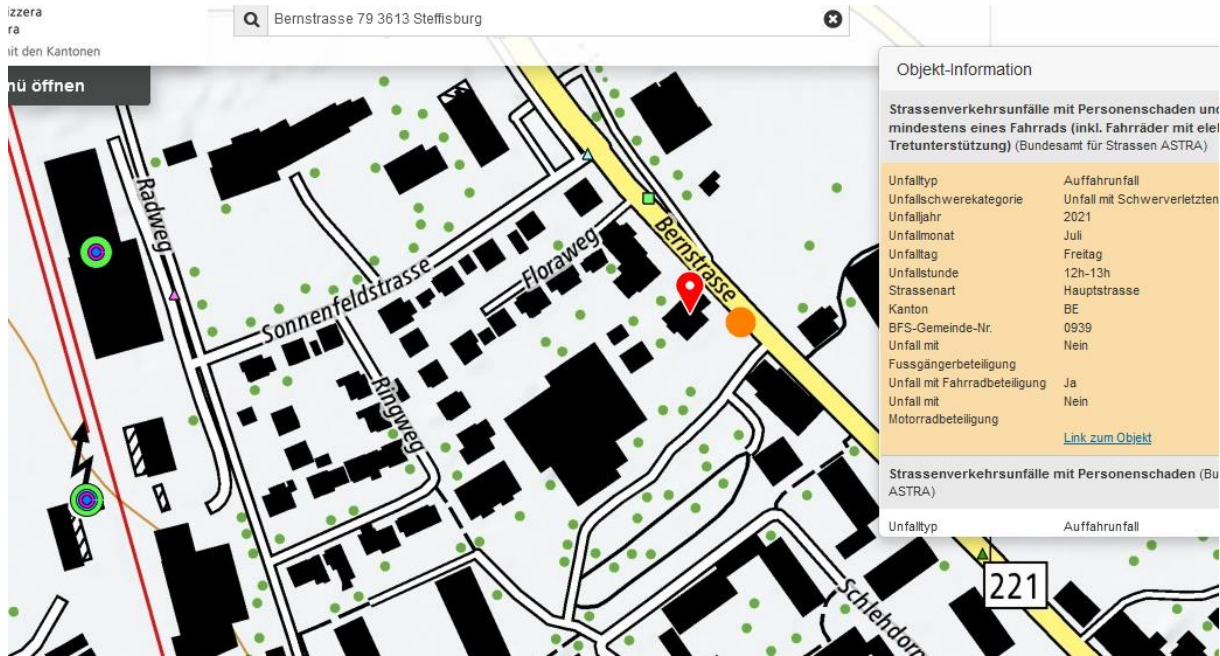 izzera
ra
nit den Kantonen
Bernstrasse 79 3613 Steffisburg
nü öffnen
Radweg
Sonnenfeldstrasse
Floraweg
Bernstrasse
Ringweg
Schlehdorn
221
Objekt-Information
Strassenverkehrsunfälle mit Personenschaden und
mindestens eines Fahrrads (inkl. Fahrräder mit elek
Tretunterstützung) (Bundesamt für Strassen ASTRA)
Unfalltyp Auffahrunfall
Unfallschwerekategorie Unfall mit Schwerverletzten
Unfalljahr 2021
Unfallmonat Juli
Unfalltag Freitag
Unfallstunde 12h-13h
Strassenart Hauptstrasse
Kanton BE
BFS-Gemeinde-Nr. 0939
Unfall mit Nein
Fussgängerbeteiligung
Unfall mit Fahrradbeteiligung Ja
Unfall mit Nein
Motorradbeteiligung
Link zum Objekt
Strassenverkehrsunfälle mit Personenschaden (Bu
ASTRA)
Unfalltyp Auffahrunfall